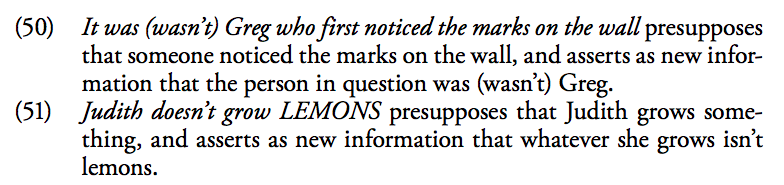 (50) It was (wasn’t) Greg who first noticed the marks on the wall presupposes
that someone noticed the marks on the wall, and asserts as new infor-
mation that the person in question was (wasn’t) Greg.
(51) Judith doesn’t grow LEMONS presupposes that Judith grows some-
thing, and asserts as new information that whatever she grows isn’t
lemons.